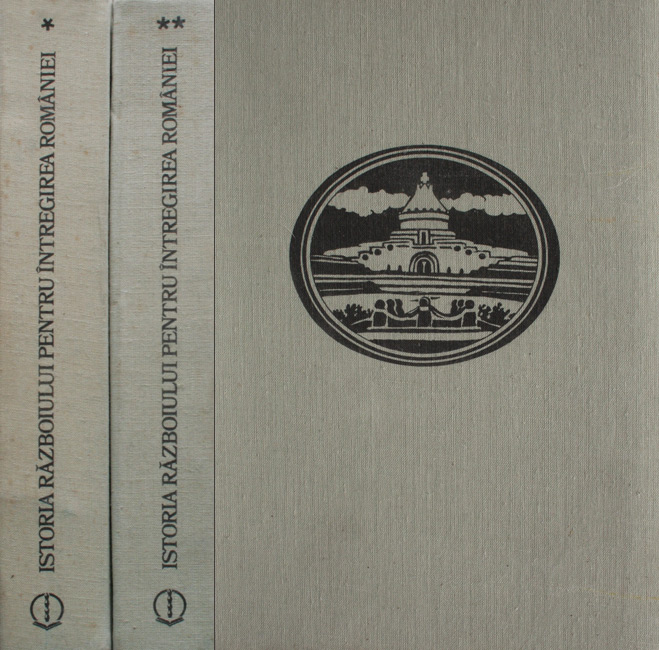 *
ISTORIA RĂZBOIULUI PENTRU ÎNTREGIREA ROMÂNIEI
**
ISTORIA RĂZBOIULUI PENTRU ÎNTREGIREA ROMÂNIEI